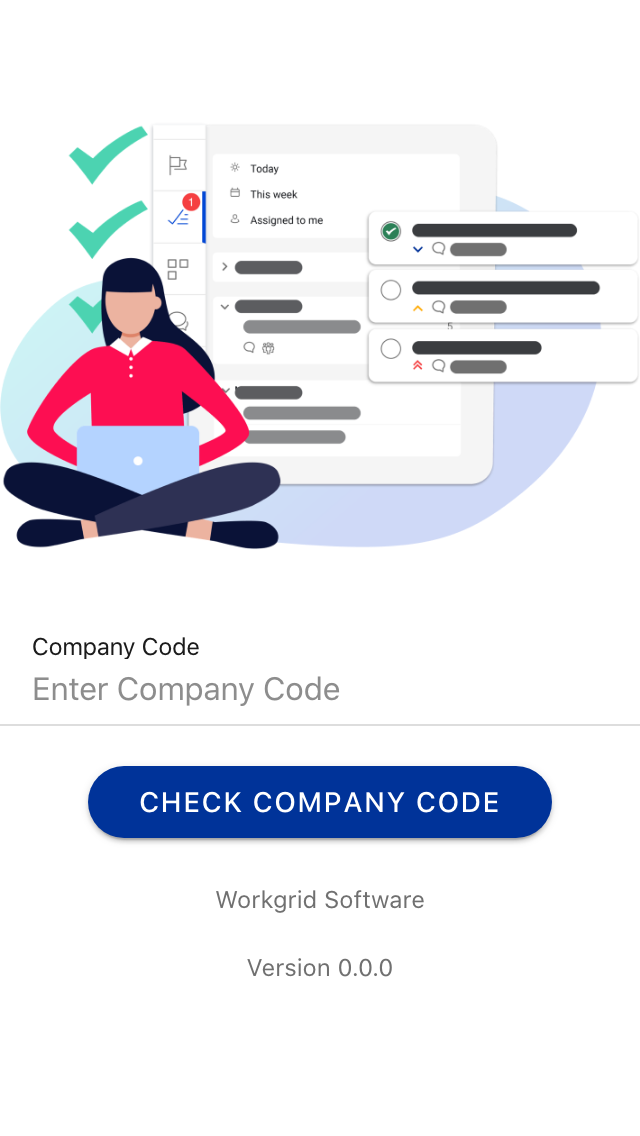 1
Today
This week
Assigned to me
5
Company Code
Enter Company Code
CHECK COMPANY CODE
Workgrid Software
Version 0.0.0